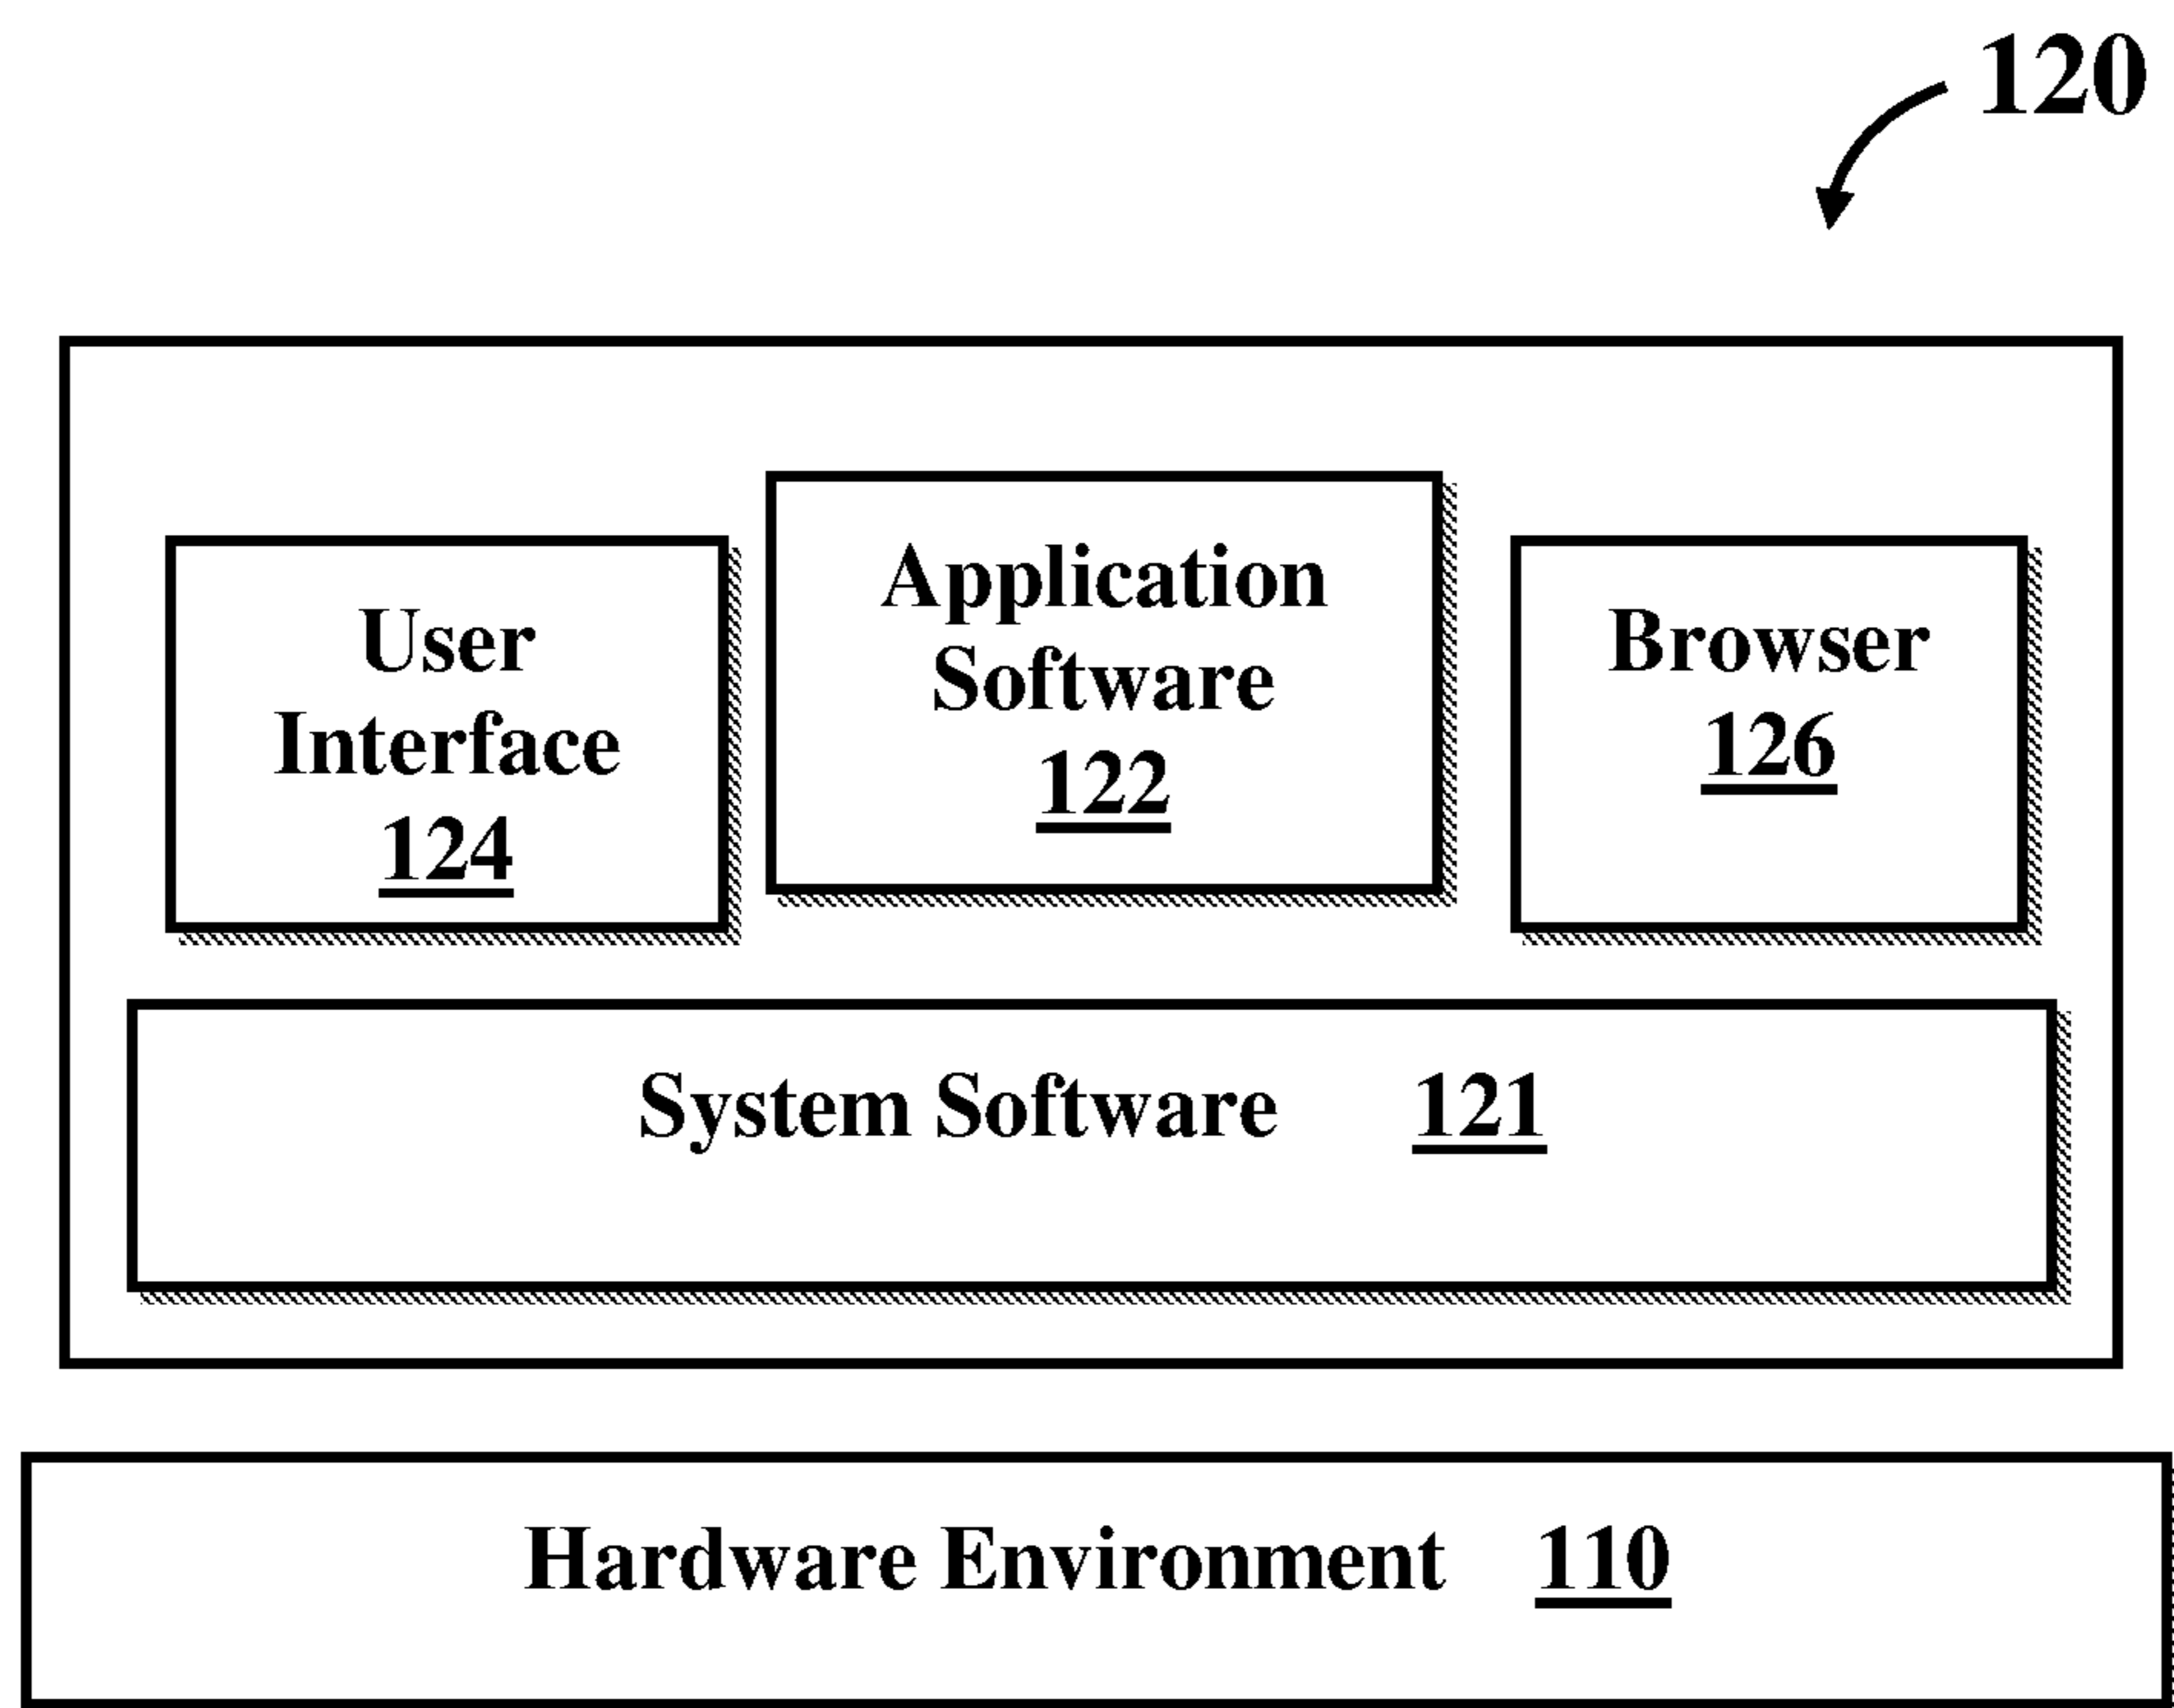 120
User
Interface
124
Application
Software
122
Browser
126
System Software 121
Hardware Environment 110